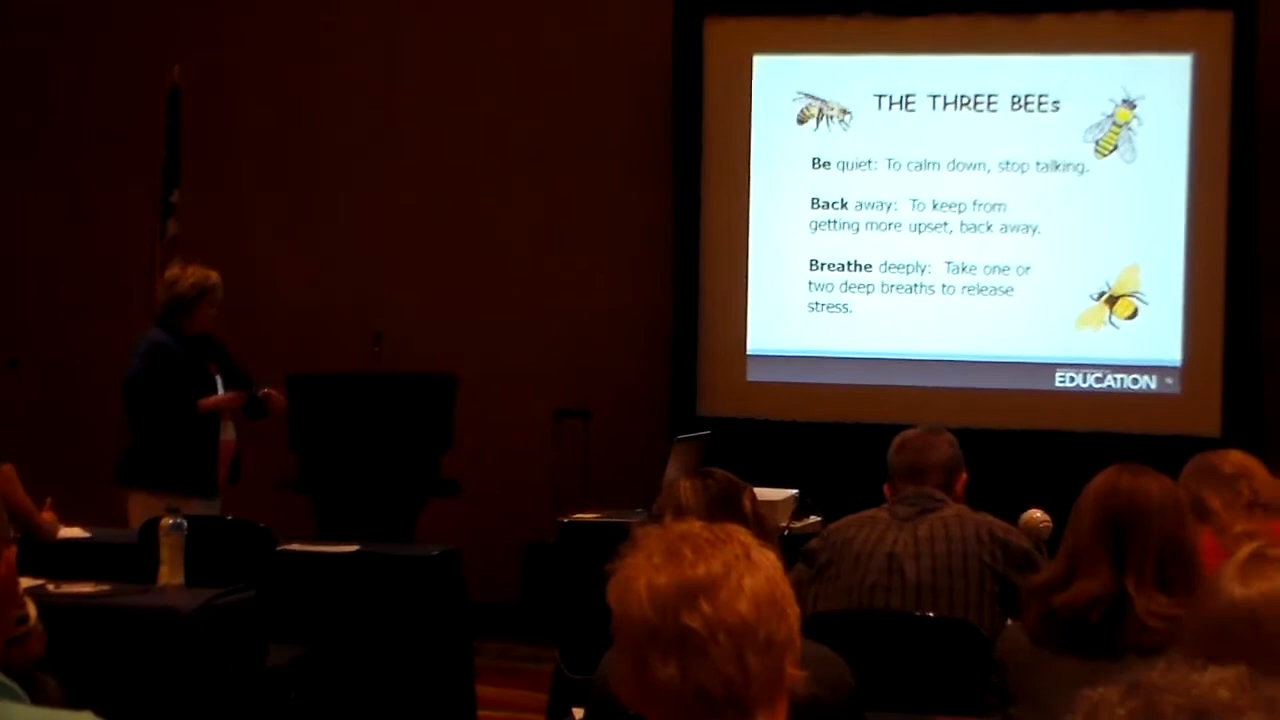 THE THREE BEEs
Be quiet: To calm down, stop talking.
Back away: To keep from
getting more upset, back away.
Breathe deeply: Take one or
two deep breaths to release
stress.
EDUCATION